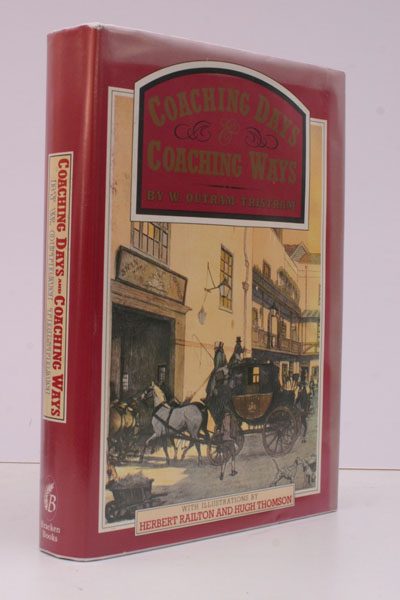 COACHING DAYS
&
COACHING WAYS
BY W. OUTRAM TRISTRAM
WITH ILLUSTRATIONS BY
HERBERT RAILTON AND HUGH THOMSON
COACHING DAYS AND COACHING WAYS
B
Bracken
Books